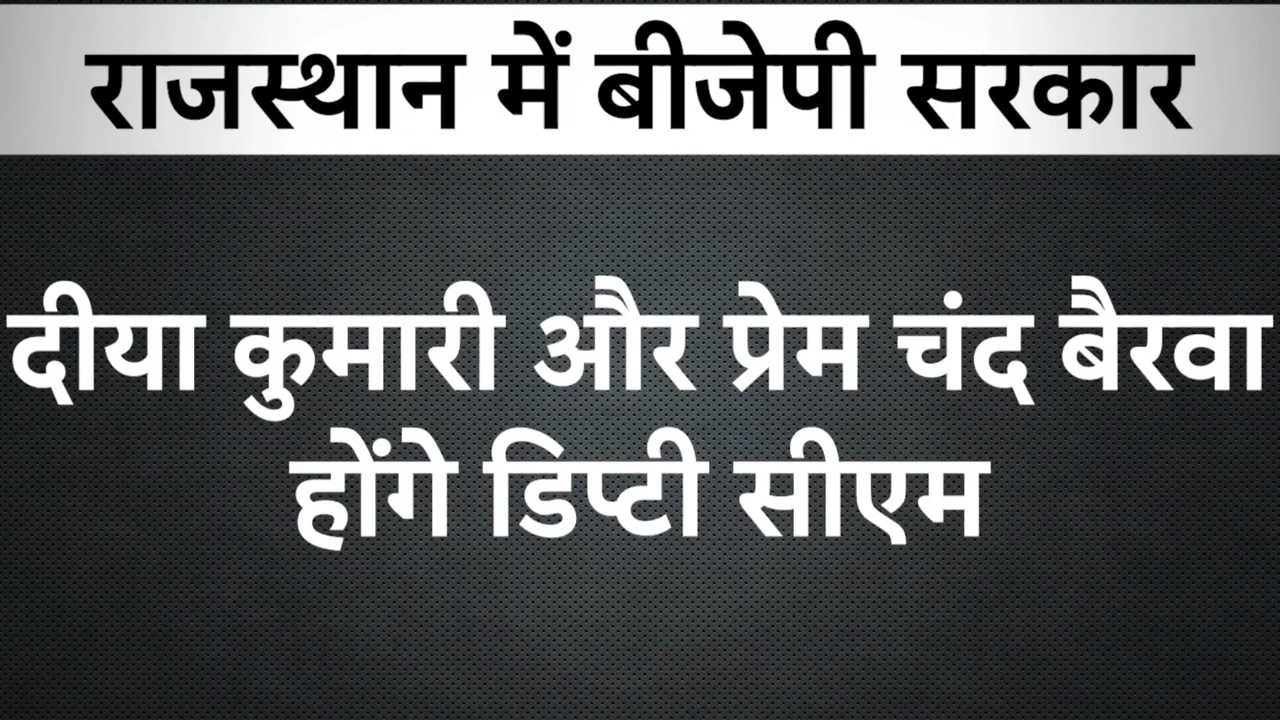 राजस्थान में बीजेपी सरकार
दीया कुमारी और प्रेम चंद बैरवा
होंगे डिप्टी सीएम